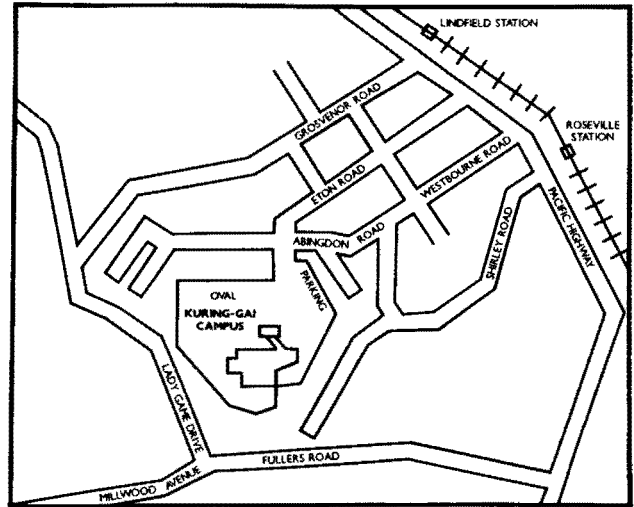 LINDFIELD STATION
ROSEVILLE
STATION
GROSVENOR ROAD
ETON ROAD
WESTBOURNE ROAD
PACIFIC HIGHWAY
SHIRLEY ROAD
ABINGDON ROAD
PARKING
OVAL
KURING-GAI
CAMPUS
LADY GAME DRIVE
FULLERS ROAD
MILLWOOD AVENUE